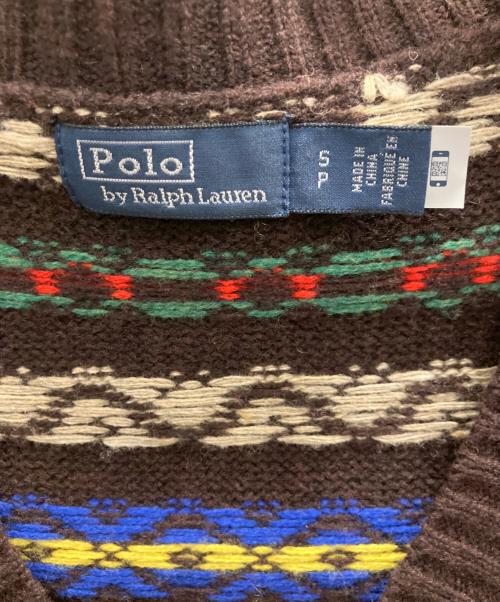 Polo
by Ralph Lauren
S
P
MADE IN
CHINA
FABRIQUÉ EN
CHINE